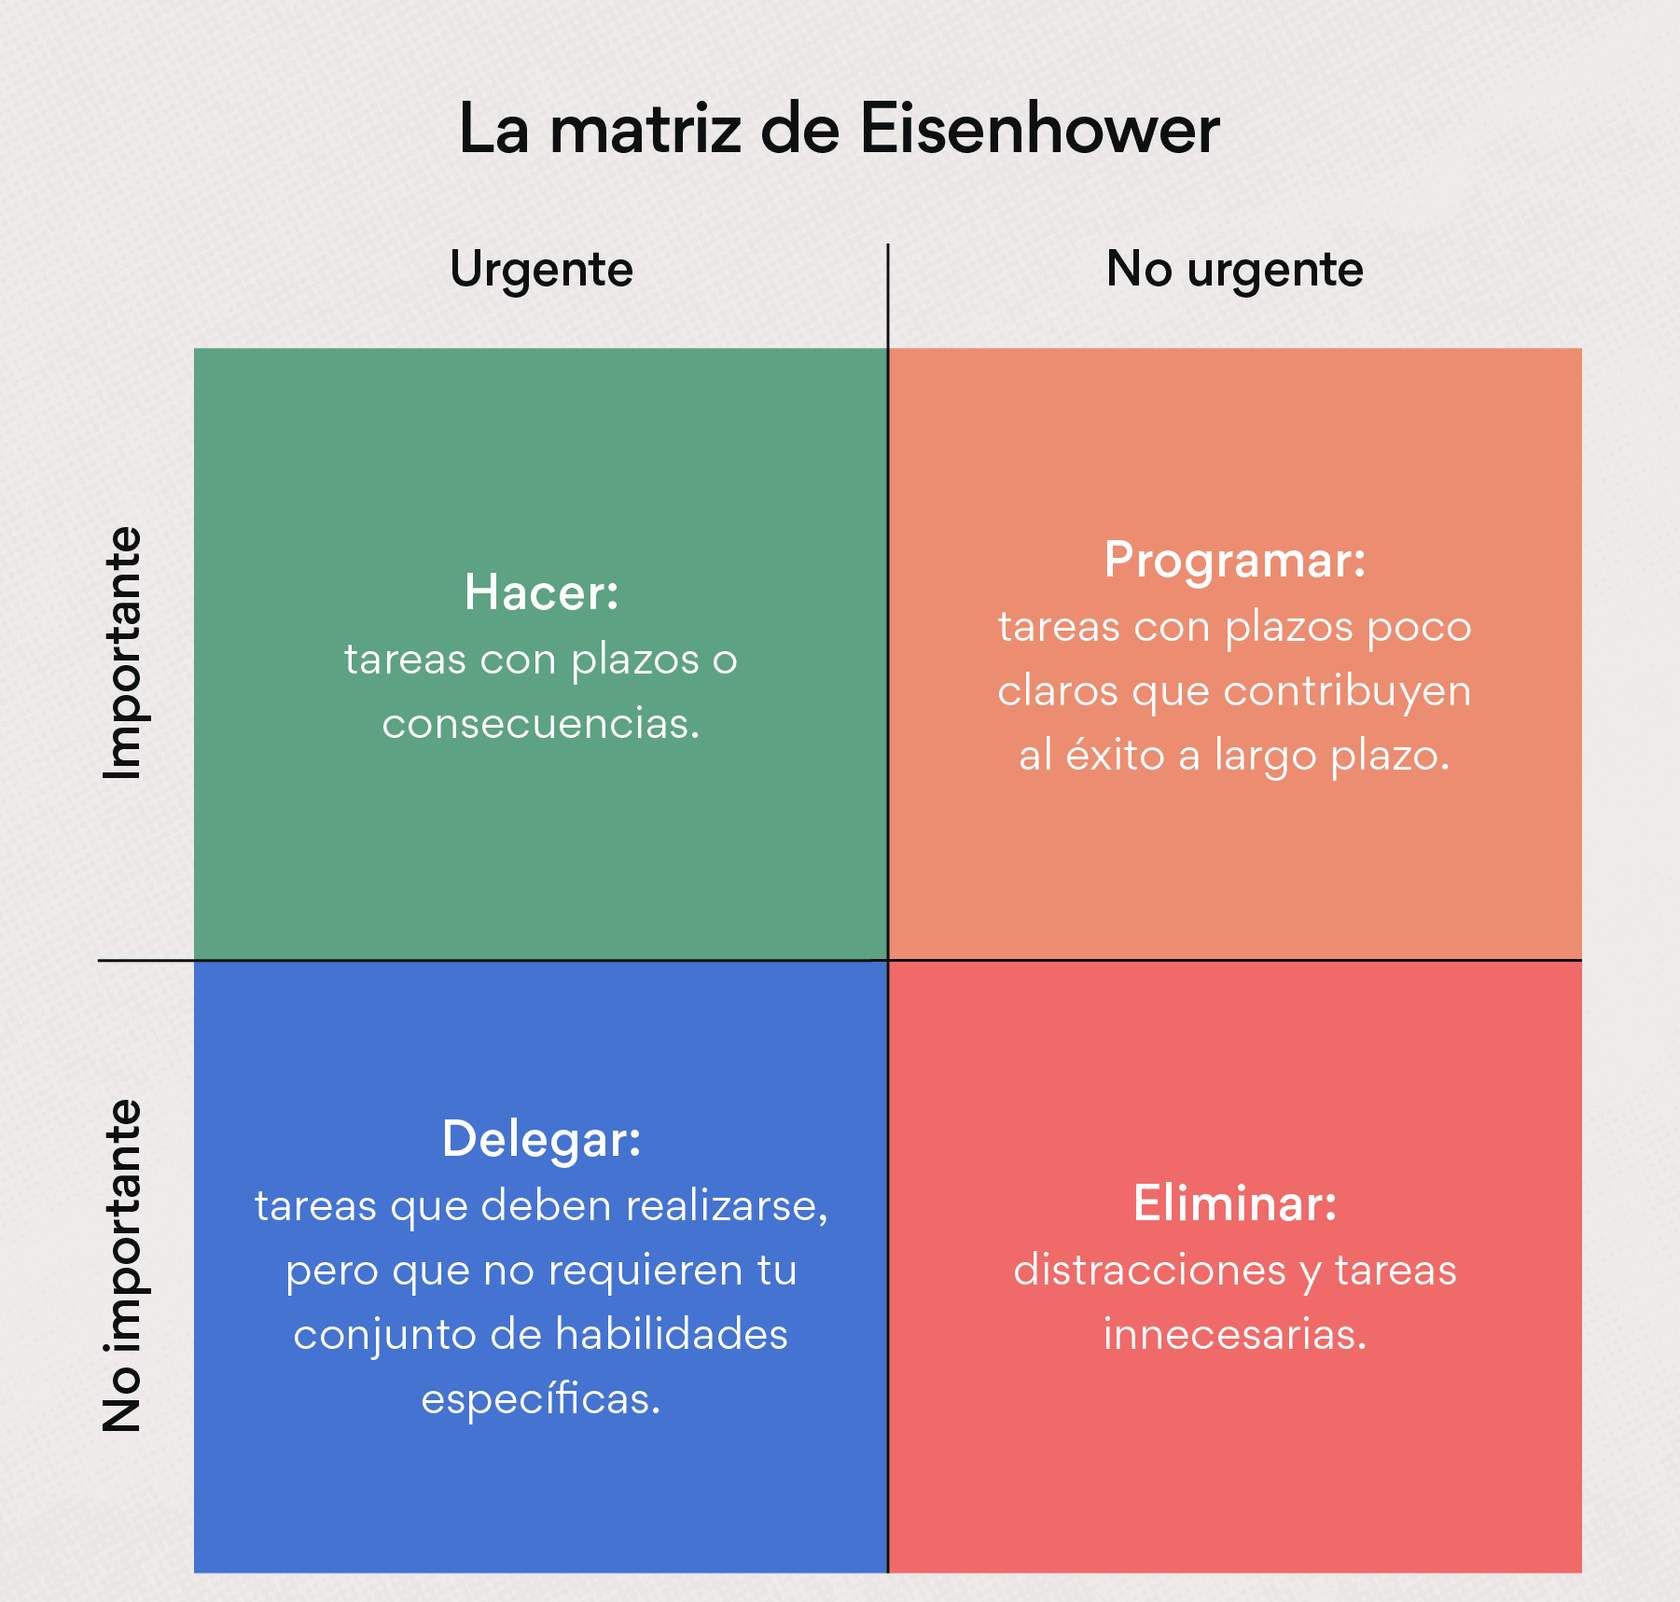 La matriz de Eisenhower
Urgente
No urgente
Importante
Hacer:
tareas con plazos o
consecuencias.
Programar:
tareas con plazos poco
claros que contribuyen
al éxito a largo plazo.
No importante
Delegar:
tareas que deben realizarse,
pero que no requieren tu
conjunto de habilidades
específicas.
Eliminar:
distracciones y tareas
innecesarias.